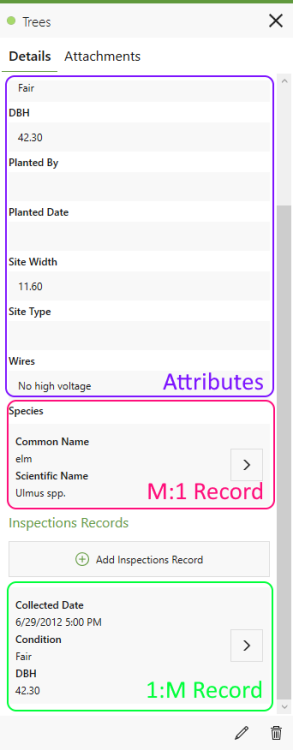 Trees
Details Attachments
Fair
DBH
42.30
Planted By
Planted Date
Site Width
11.60
Site Type
Wires
No high voltage
Attributes
Species
Common Name
elm
Scientific Name
Ulmus spp.
M:1 Record
Inspections Records
Add Inspections Record
Collected Date
6/29/2012 5:00 PM
Condition
Fair
DBH
42.30
1:M Record